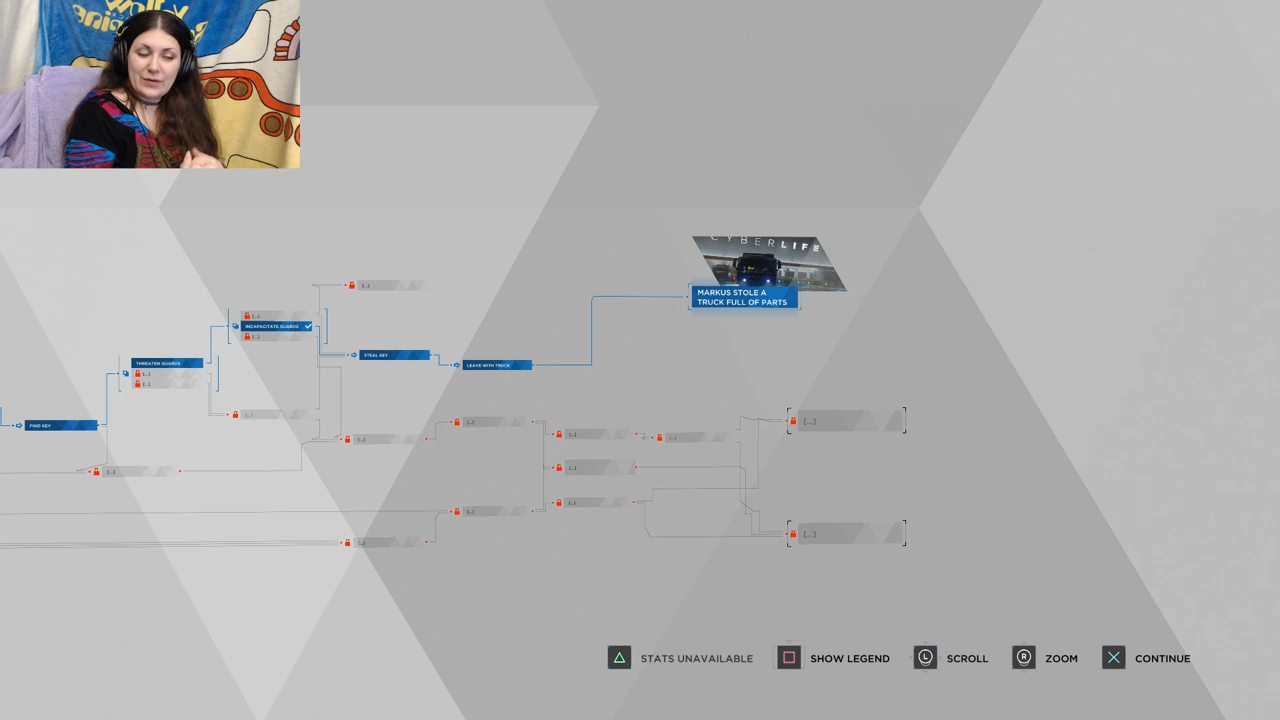 CYBERLIFE
MARKUS STOLE A
TRUCK FULL OF PARTS
[...]
[...]
INCAPACITATE GUARDS
[...]
STEAL KEY
THREATEN GUARDS
LEAVE WITH TRUCK
[...]
[...]
[...]
FIND KEY
[...]
[...]
[...]
[...]
[...]
[...]
[...]
[...]
[...]
[...]
[...]
STATS UNAVAILABLE
SHOW LEGEND
L
SCROLL
R
ZOOM
CONTINUE